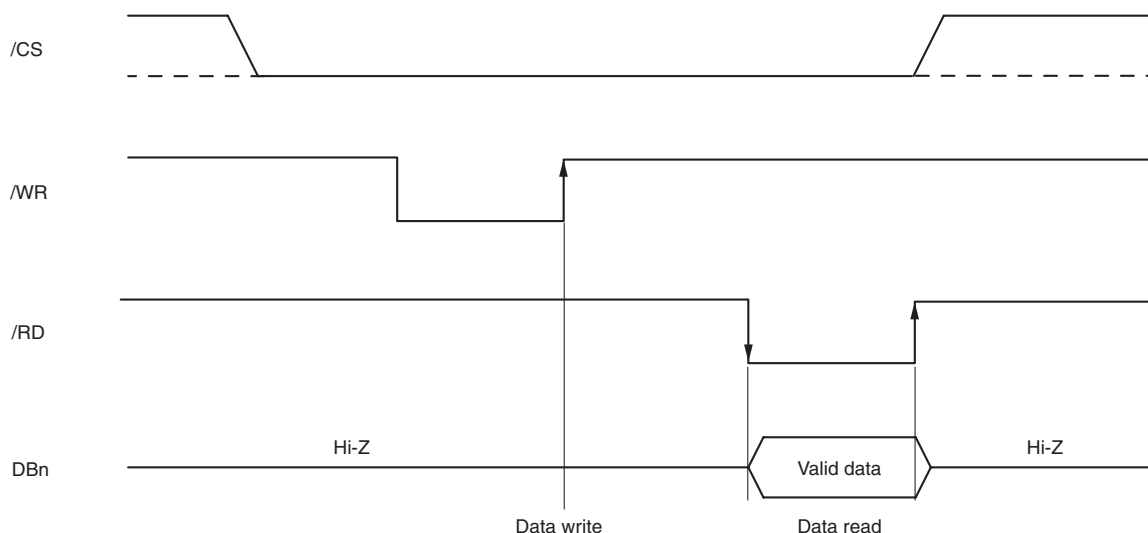 /CS
/WR
/RD
DBn
Hi-Z
Valid data
Hi-Z
Data write
Data read